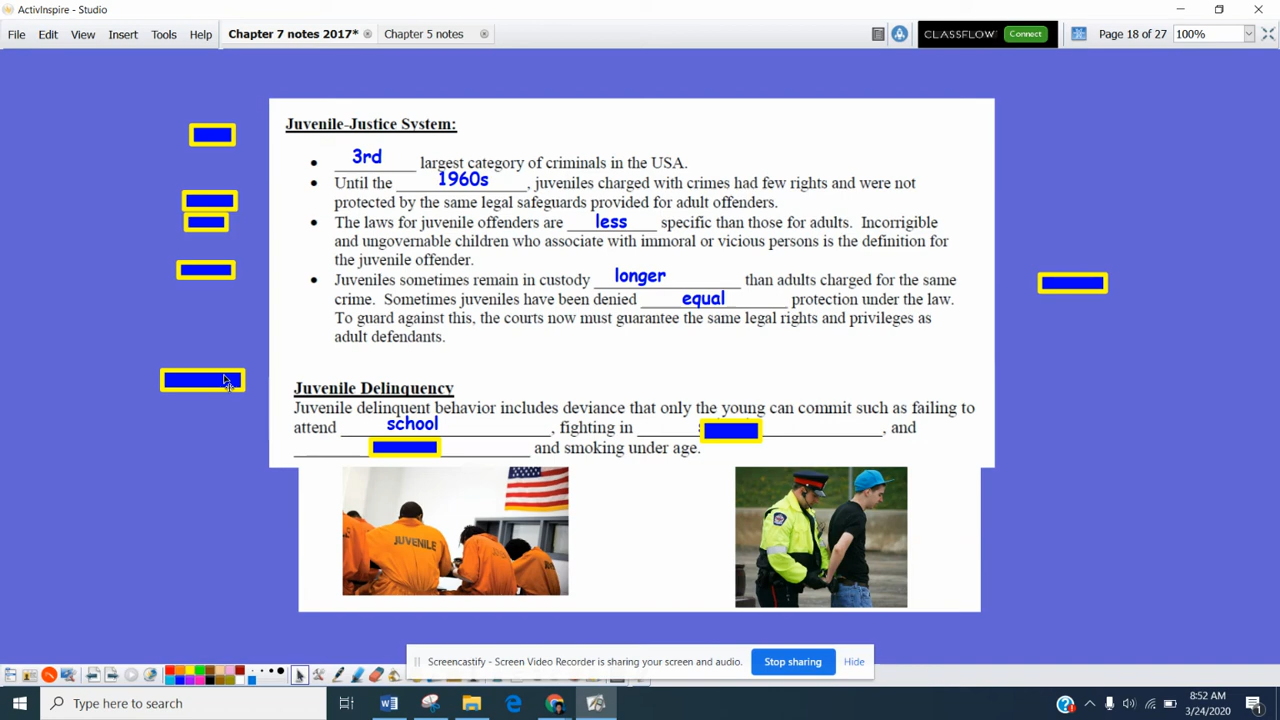 ActivInspire - Studio
File Edit View Insert Tools Help Chapter 7 notes 2017* Chapter 5 notes CLASSFLOW Connect Page 18 of 27 100%
Juvenile-Justice System:
• 3rd largest category of criminals in the USA.
• Until the 1960s, juveniles charged with crimes had few rights and were not
protected by the same legal safeguards provided for adult offenders.
• The laws for juvenile offenders are less specific than those for adults. Incorrigible
and ungovernable children who associate with immoral or vicious persons is the definition for
the juvenile offender.
• Juveniles sometimes remain in custody longer than adults charged for the same
crime. Sometimes juveniles have been denied equal protection under the law.
To guard against this, the courts now must guarantee the same legal rights and privileges as
adult defendants.
Juvenile Delinquency
Juvenile delinquent behavior includes deviance that only the young can commit such as failing to
attend school, fighting in , and
and smoking under age.
JUVENILE
Screencastify - Screen Video Recorder is sharing your screen and audio. Stop sharing Hide
Type here to search
8:52 AM
3/24/2020